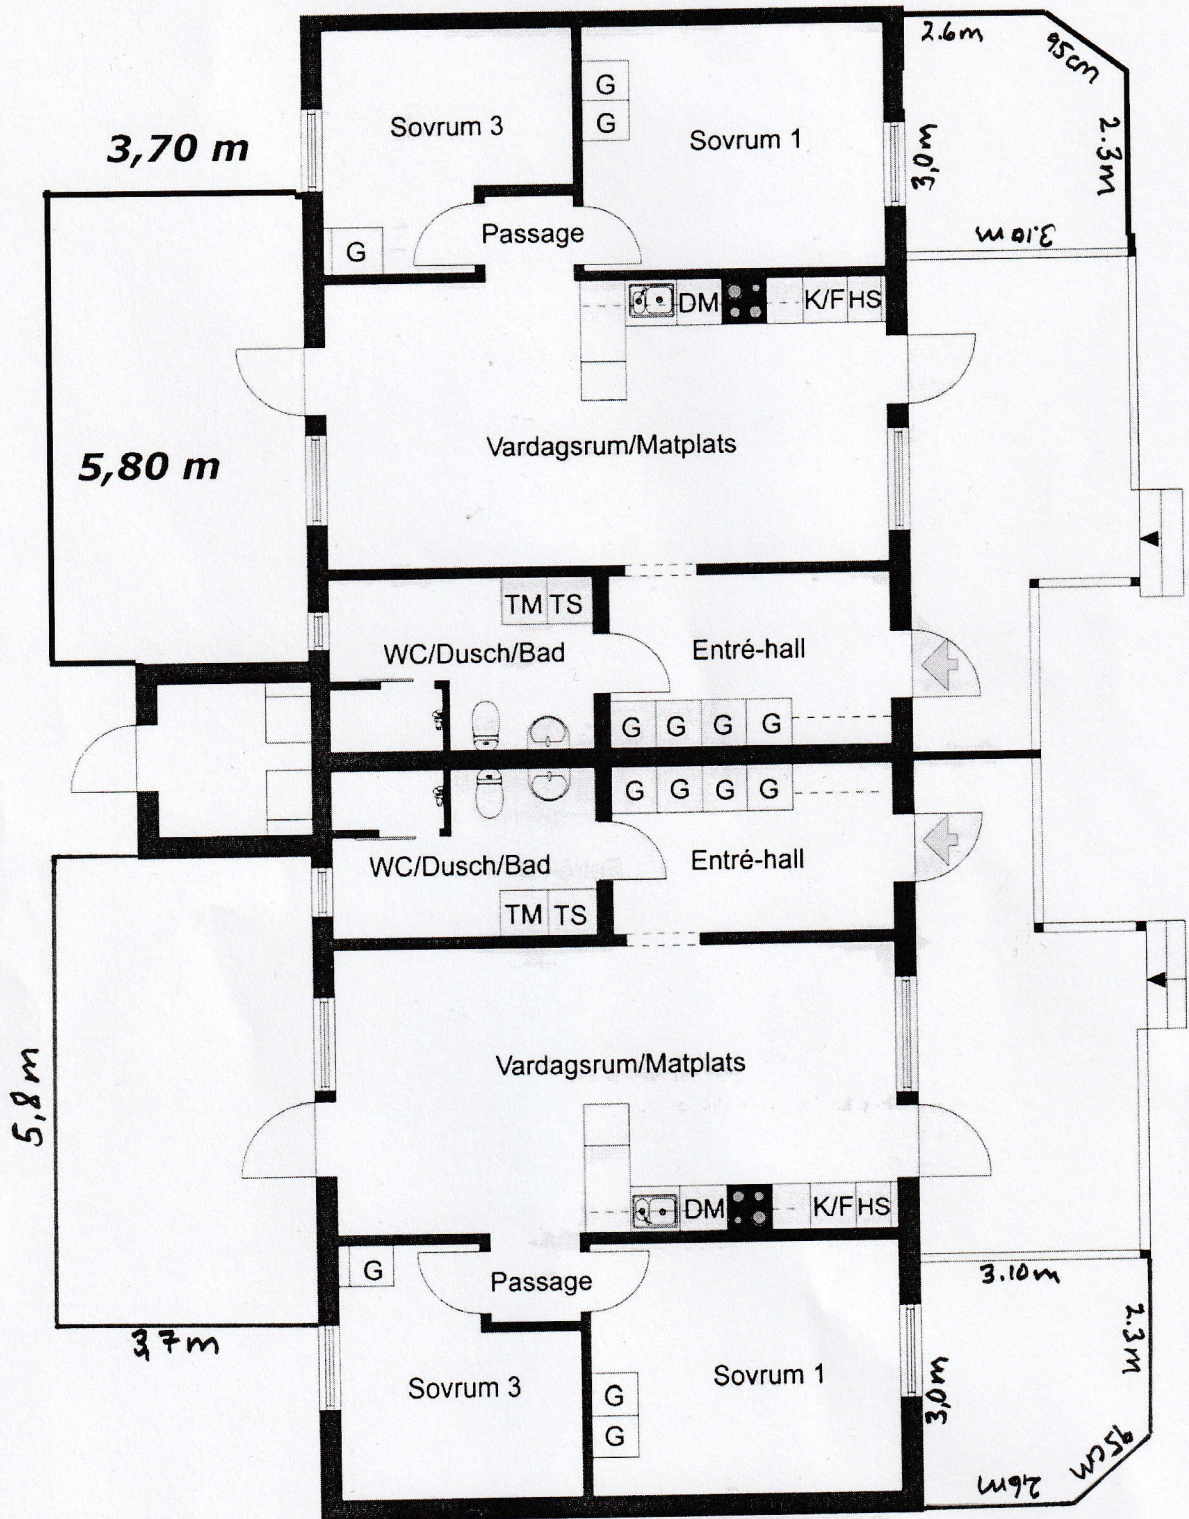 2.6m
95cm
3,70 m
Sovrum 3
G
G
Sovrum 1
3,0m
2.3m
Passage
3.10m
G
DM
K/F HS
5,80 m
Vardagsrum/Matplats
TM TS
WC/Dusch/Bad
Entré-hall
G G G G
G G G G
WC/Dusch/Bad
Entré-hall
TM TS
5,8m
Vardagsrum/Matplats
DM
K/F HS
G
Passage
3.10m
3,7m
2.3m
Sovrum 3
G
G
Sovrum 1
3,0m
95cm
2,6m